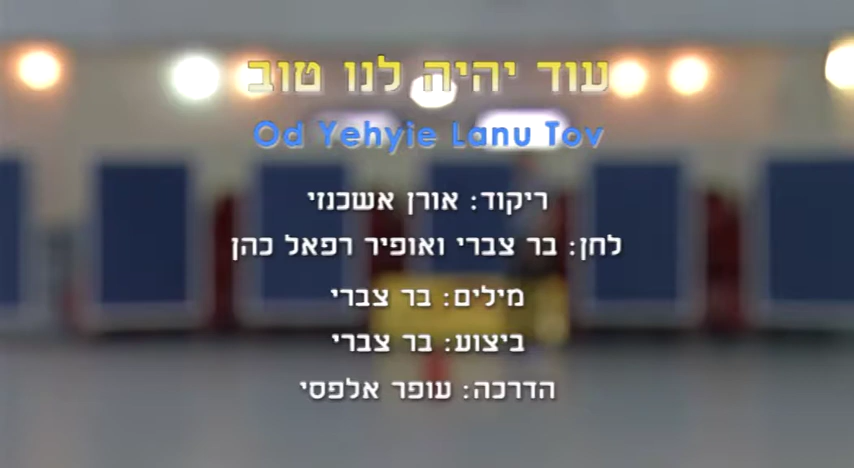 עוד יהיה לנו טוב
Od Yehyie Lanu Tov
ריקוד: אורן אשכנזי
לחן: בר צברי ואופיר רפאל כהן
מילים: בר צברי
ביצוע: בר צברי
הדרכה: עופר אלפסי